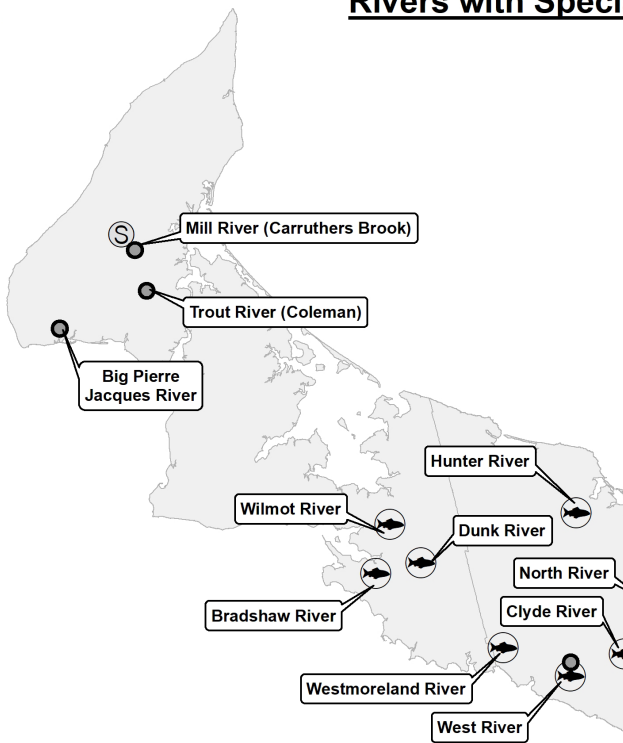 Rivers with Speci
S
Mill River (Carruthers Brook)
Trout River (Coleman)
Big Pierre
Jacques River
Hunter River
Wilmot River
Dunk River
North River
Bradshaw River
Clyde River
Westmoreland River
West River